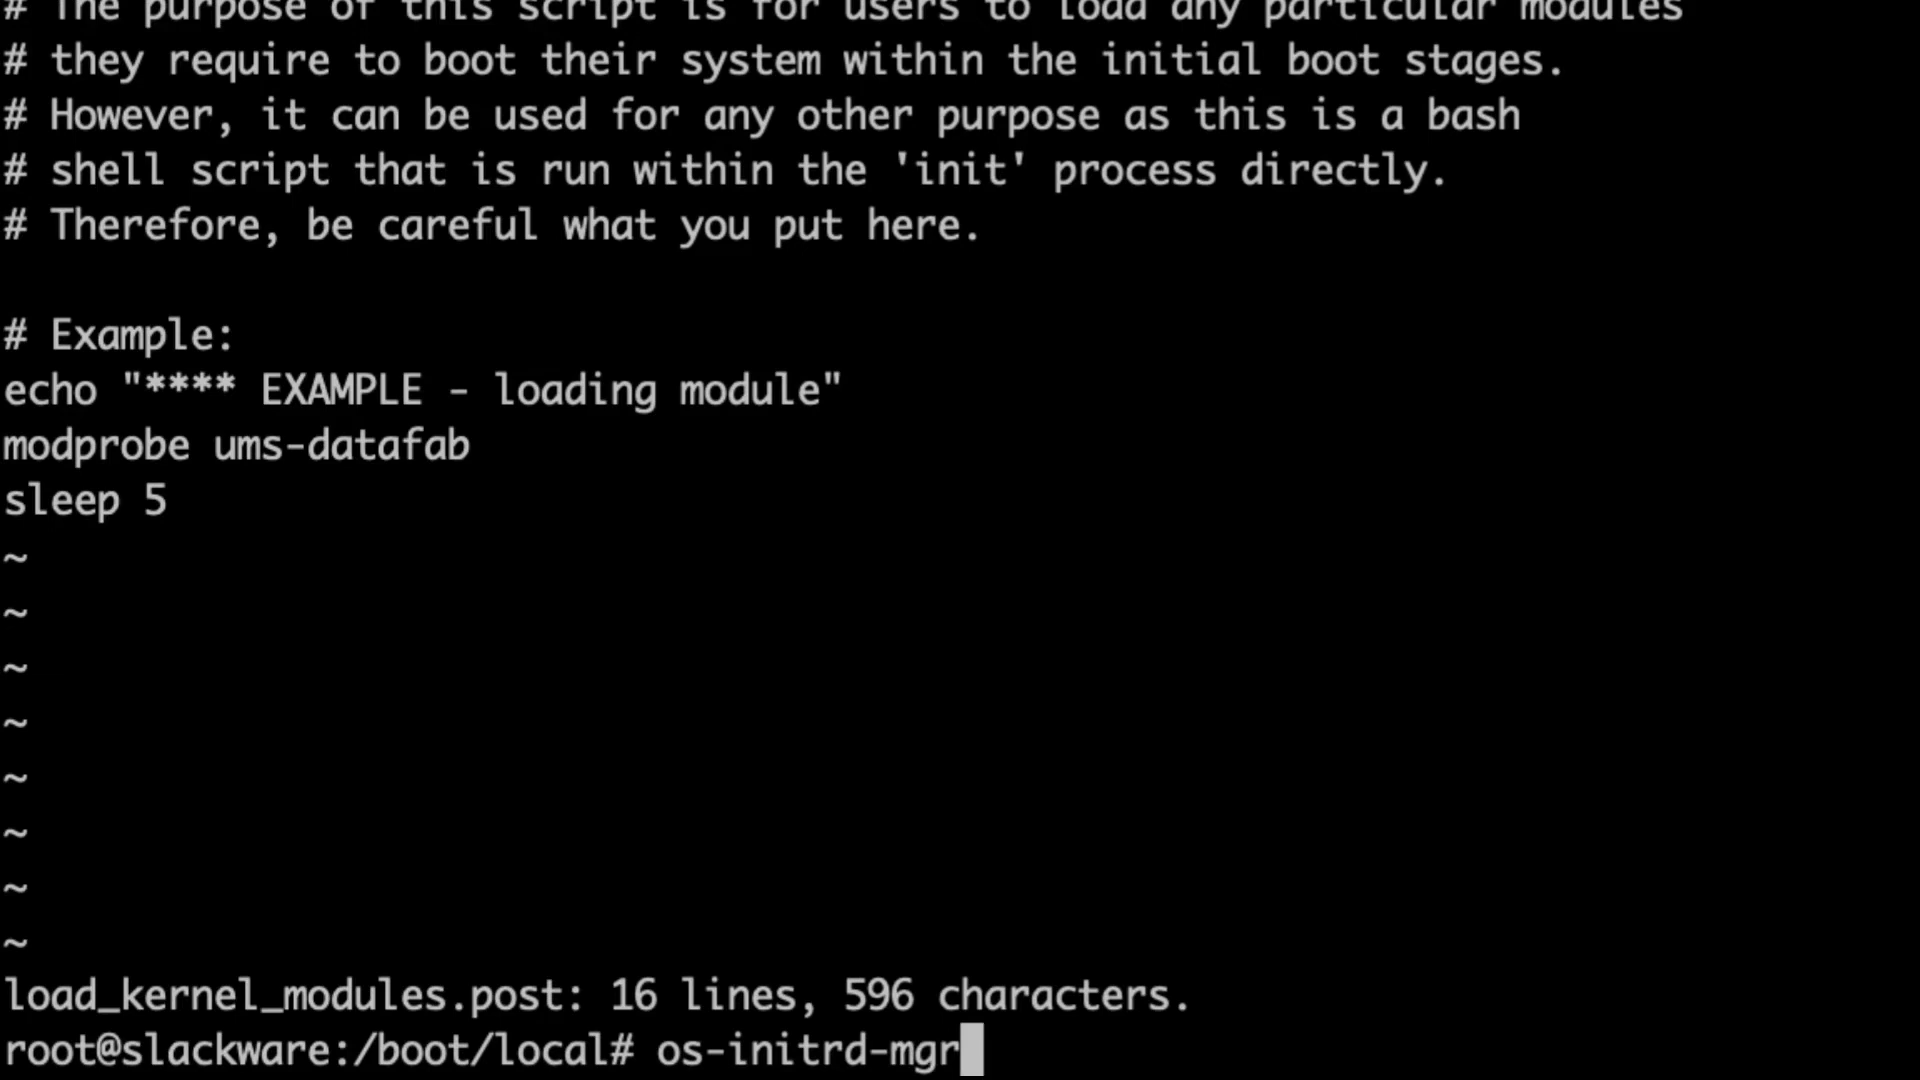 # The purpose of this script is for users to load any particular modules
# they require to boot their system within the initial boot stages.
# However, it can be used for any other purpose as this is a bash
# shell script that is run within the 'init' process directly.
# Therefore, be careful what you put here.
# Example:
echo "**** EXAMPLE - loading module"
modprobe ums-datafab
sleep 5
~
~
~
~
~
~
~
~
load_kernel_modules.post: 16 lines, 596 characters.
root@slackware:/boot/local# os-initrd-mgr